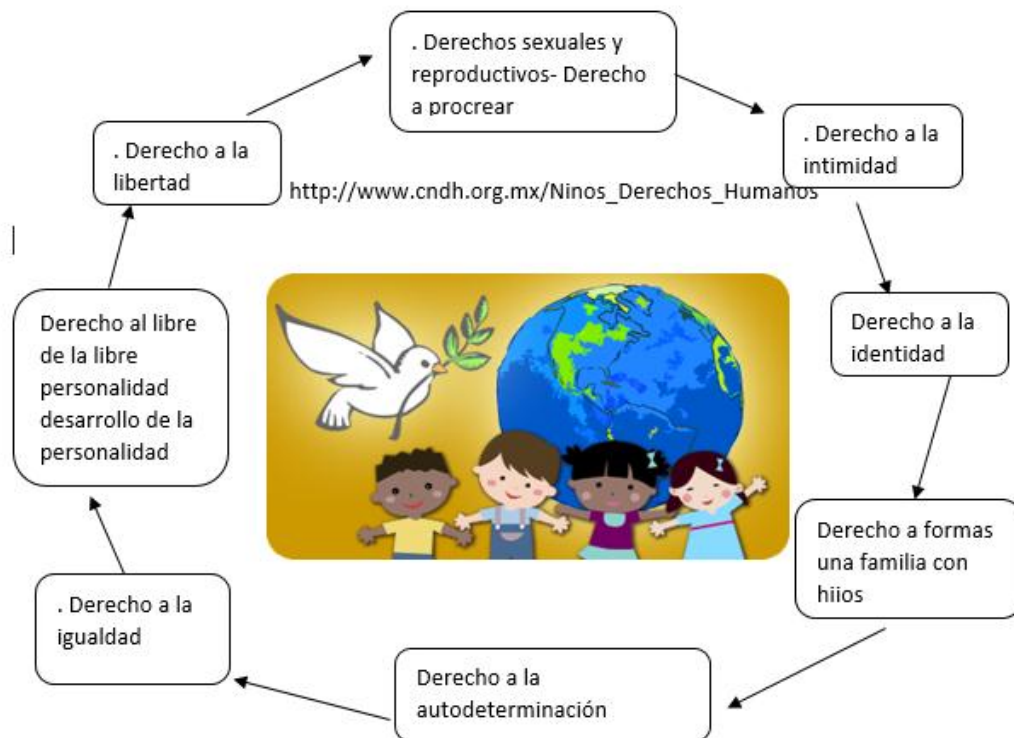 . Derechos sexuales y
reproductivos- Derecho
a procrear
. Derecho a la
intimidad
Derecho a la
identidad
Derecho a formas
una familia con
hiios
Derecho a la
autodeterminación
. Derecho a la
igualdad
Derecho al libre
de la libre
personalidad
desarrollo de la
personalidad
. Derecho a la
libertad
http://www.cndh.org.mx/Ninos_Derechos_Humanos